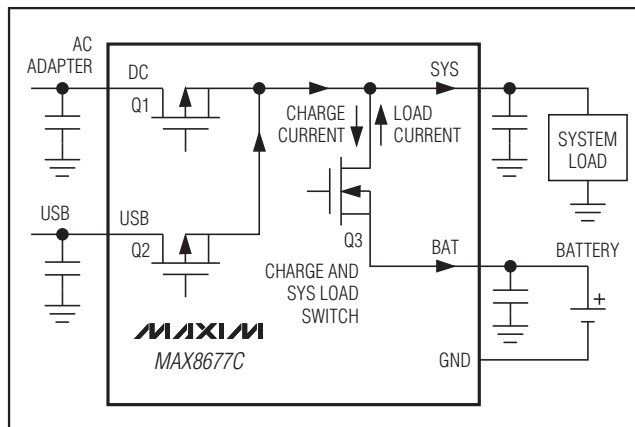 AC
ADAPTER
DC
Q1
SYS
CHARGE
CURRENT
LOAD
CURRENT
SYSTEM
LOAD
USB
USB
Q2
Q3
BAT
BATTERY
CHARGE AND
SYS LOAD
SWITCH
+
MAXIM
MAX8677C
GND